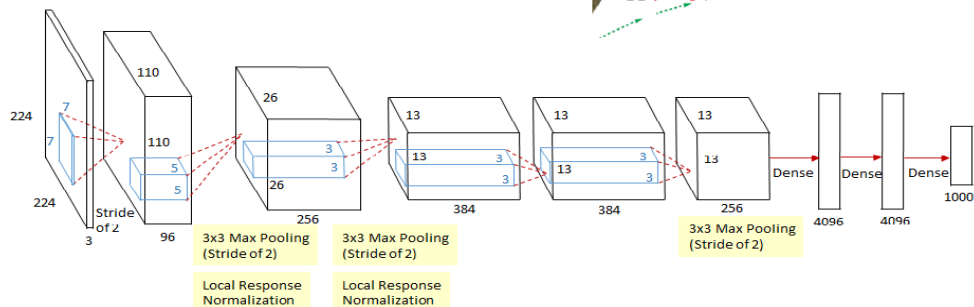 224
7
7
224
3
Stride
of 2
110
110
5
5
96
3x3 Max Pooling
(Stride of 2)
Local Response
Normalization
26
3
3
26
256
3x3 Max Pooling
(Stride of 2)
Local Response
Normalization
13
13
3
3
384
13
13
3
3
384
13
13
256
3x3 Max Pooling
(Stride of 2)
Dense
4096
Dense
4096
Dense
1000